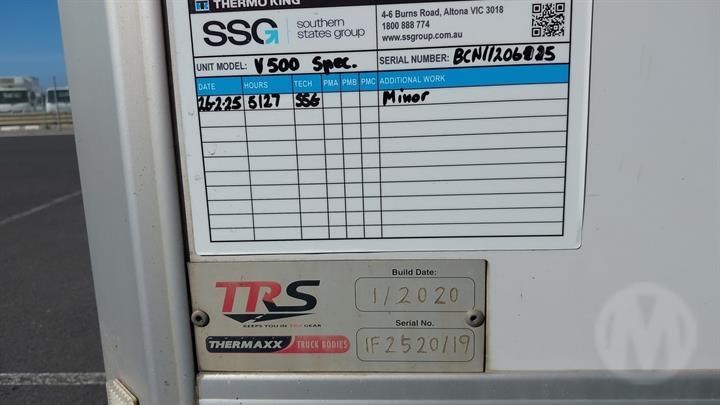 THERMO KING
SSG southern states group
4-6 Burns Road, Altona VIC 3018
1800 888 774
www.ssgroup.com.au
UNIT MODEL: V500 Spec. SERIAL NUMBER:
DATE HOURS TECH PMA PMB PMC ADDITIONAL WORK
26-2-25 5127 SSG Minor
TRS
KEEPS YOU IN TOP GEAR
THERMAXX TRUCK BODIES
Build Date:
1/2020
Serial No.
1F2520/19
M